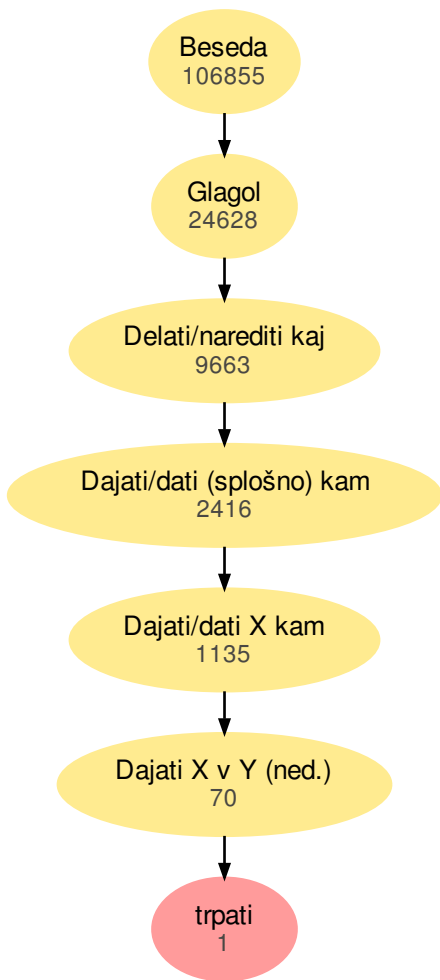 Beseda
106855
Glagol
24628
Delati/narediti kaj
9663
Dajati/dati (splošno) kam
2416
Dajati/dati X kam
1135
Dajati X v Y (ned.)
70
trpati
1